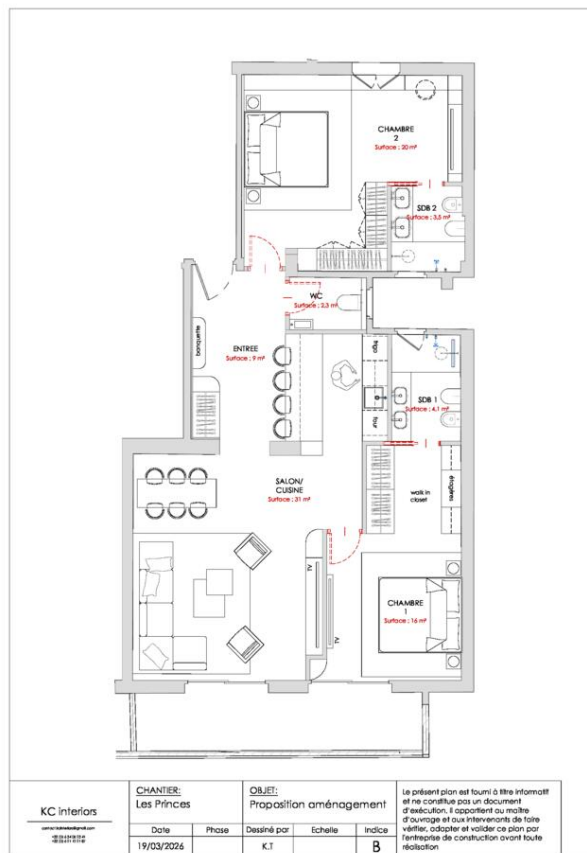 CHAMBRE
2
Surface : 20 m²
SDB 2
Surface : 3,5 m²
WC
Surface : 2,3 m²
banquette
ENTREE
Surface : 9 m²
frigo
four
SDB 1
Surface : 4,1 m²
SALON/
CUISINE
Surface : 31 m²
walk in
closet
étagères
TV
TV
CHAMBRE
1
Surface : 16 m²
KC interiors
CHANTIER:
Les Princes
OBJET:
Proposition aménagement
Date
Phase
Dessiné par
Echelle
Indice
19/03/2026
K.T
B
Le présent plan est fourni à titre informatif
et ne constitue pas un document
d'exécution. Il appartient au maître
d'ouvrage et aux intervenants de faire
vérifier, adapter et valider ce plan par
l'entreprise de construction avant toute
réalisation